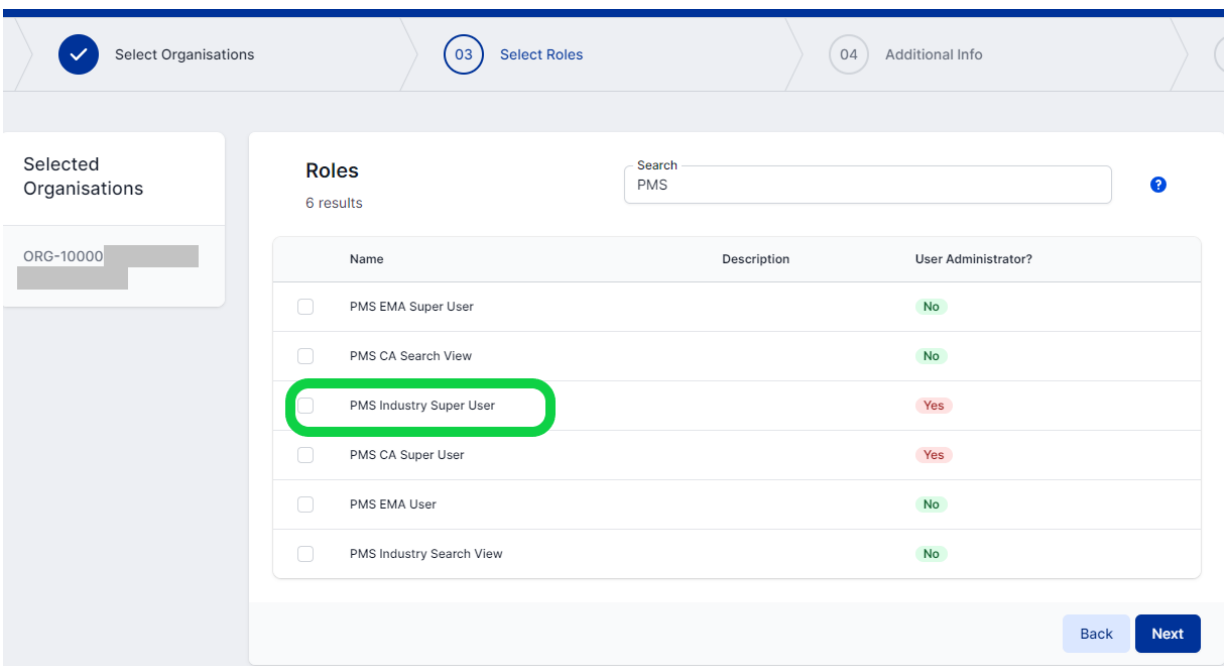 Select Organisations
03 Select Roles
04 Additional Info
Selected
Organisations
ORG-10000
Roles
6 results
Search
PMS
?
Name Description User Administrator?
PMS EMA Super User No
PMS CA Search View No
PMS Industry Super User Yes
PMS CA Super User Yes
PMS EMA User No
PMS Industry Search View No
Back Next